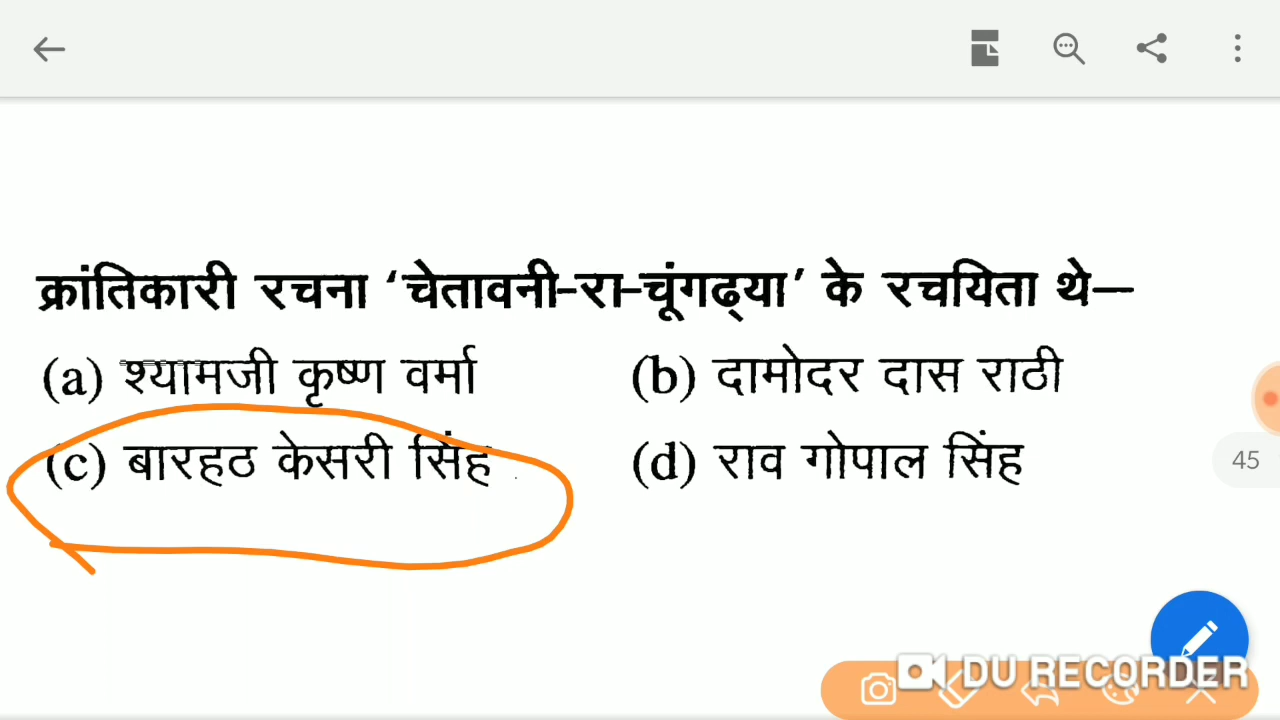 क्रांतिकारी रचना ‘चेतावनी-रा-चूंगढ्या’ के रचयिता थे—
(a) श्यामजी कृष्ण वर्मा (b) दामोदर दास राठी
(c) बारहठ केसरी सिंह (d) राव गोपाल सिंह
45
DU RECORDER